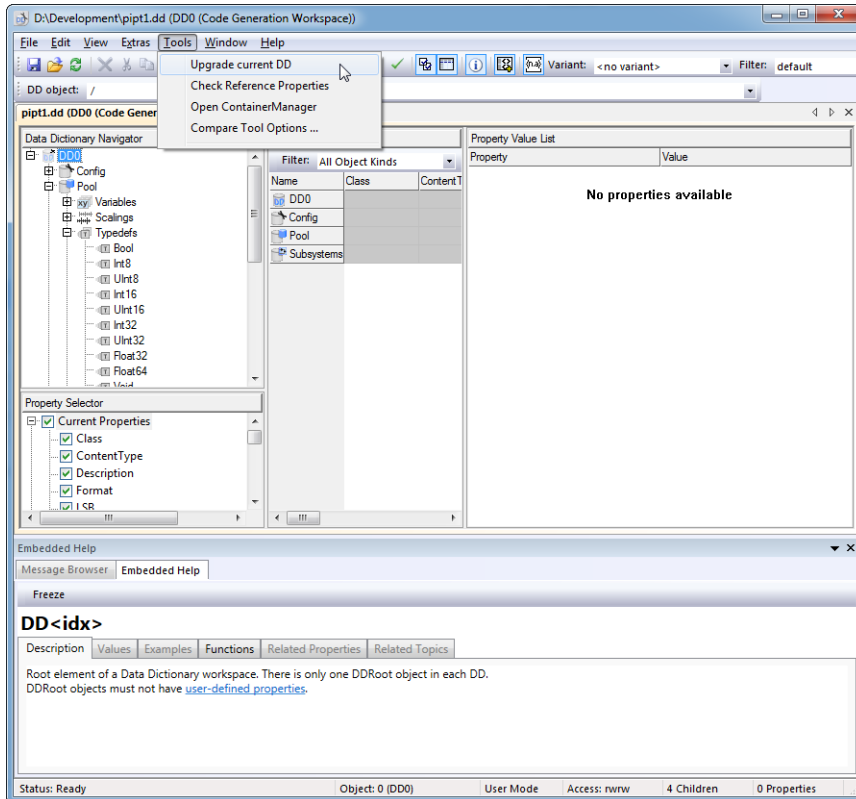 D:\Development\pipt1.dd (DD0 (Code Generation Workspace))
File Edit View Extras Tools Window Help
Upgrade current DD
Check Reference Properties
Open ContainerManager
Compare Tool Options ...
Variant: <no variant> Filter: default
DD object: /
pipt1.dd (DD0 (Code Gener
Data Dictionary Navigator
DD0
Config
Pool
Variables
Scalings
Typedefs
Bool
Int8
UInt8
Int16
UInt16
Int32
UInt32
Float32
Float64
Void
Property Selector
Current Properties
Class
ContentType
Description
Format
LSB
Filter: All Object Kinds
Name Class ContentT
DD0
Config
Pool
Subsystems
Property Value List
Property Value
No properties available
Embedded Help
Message Browser Embedded Help
Freeze
DD<idx>
Description Values Examples Functions Related Properties Related Topics
Root element of a Data Dictionary workspace. There is only one DDRoot object in each DD.
DDRoot objects must not have user-defined properties.
Status: Ready Object: 0 (DD0) User Mode Access: rwrw 4 Children 0 Properties